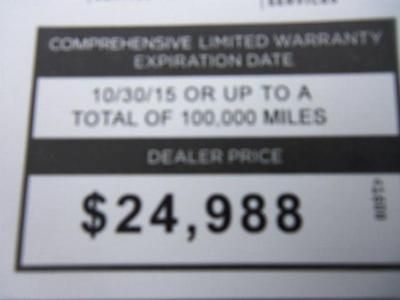 SERVICES
COMPREHENSIVE LIMITED WARRANTY
EXPIRATION DATE
10/30/15 OR UP TO A
TOTAL OF 100,000 MILES
DEALER PRICE
$24,988